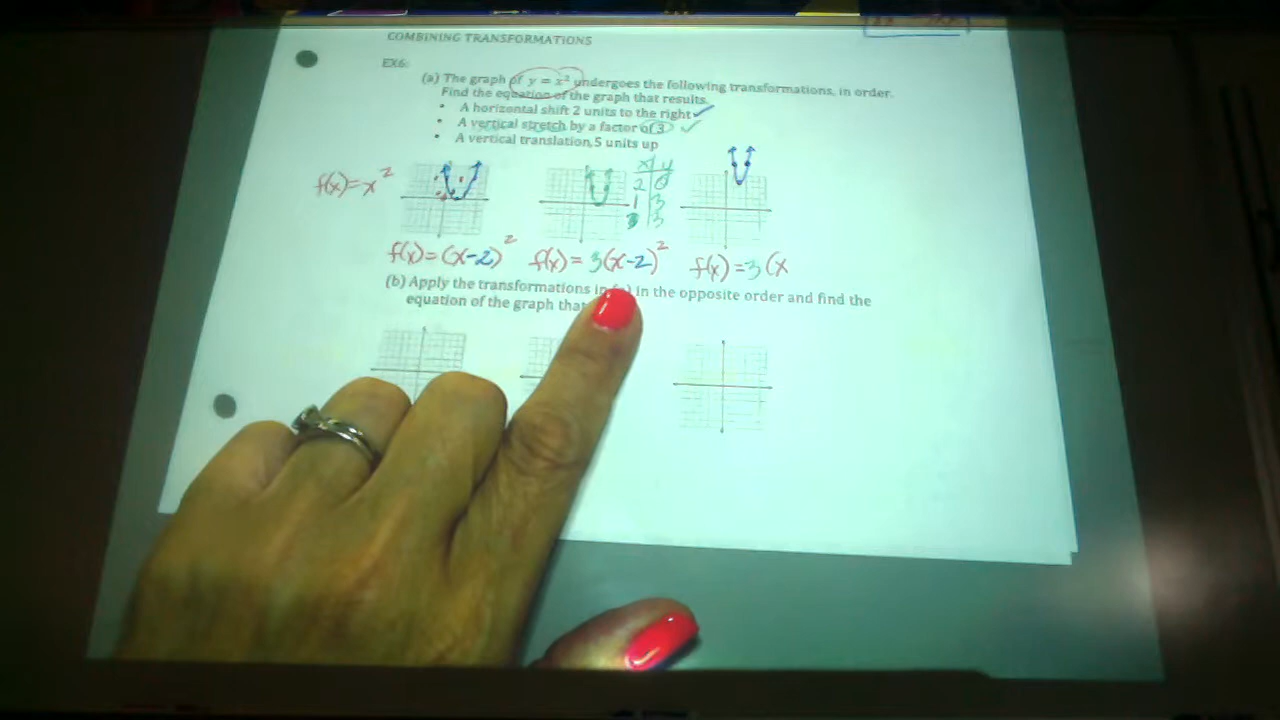 COMBINING TRANSFORMATIONS
EX6:
(a) The graph of y = x² undergoes the following transformations, in order.
Find the equation of the graph that results.
• A horizontal shift 2 units to the right ✓
• A vertical stretch by a factor of 3 ✓
• A vertical translation 5 units up
f(x)=x²
x y
2 0
1 3
3 3
f(x)=(x-2)² f(x)=3(x-2)² f(x)=3(x
(b) Apply the transformations in in the opposite order and find the
equation of the graph that